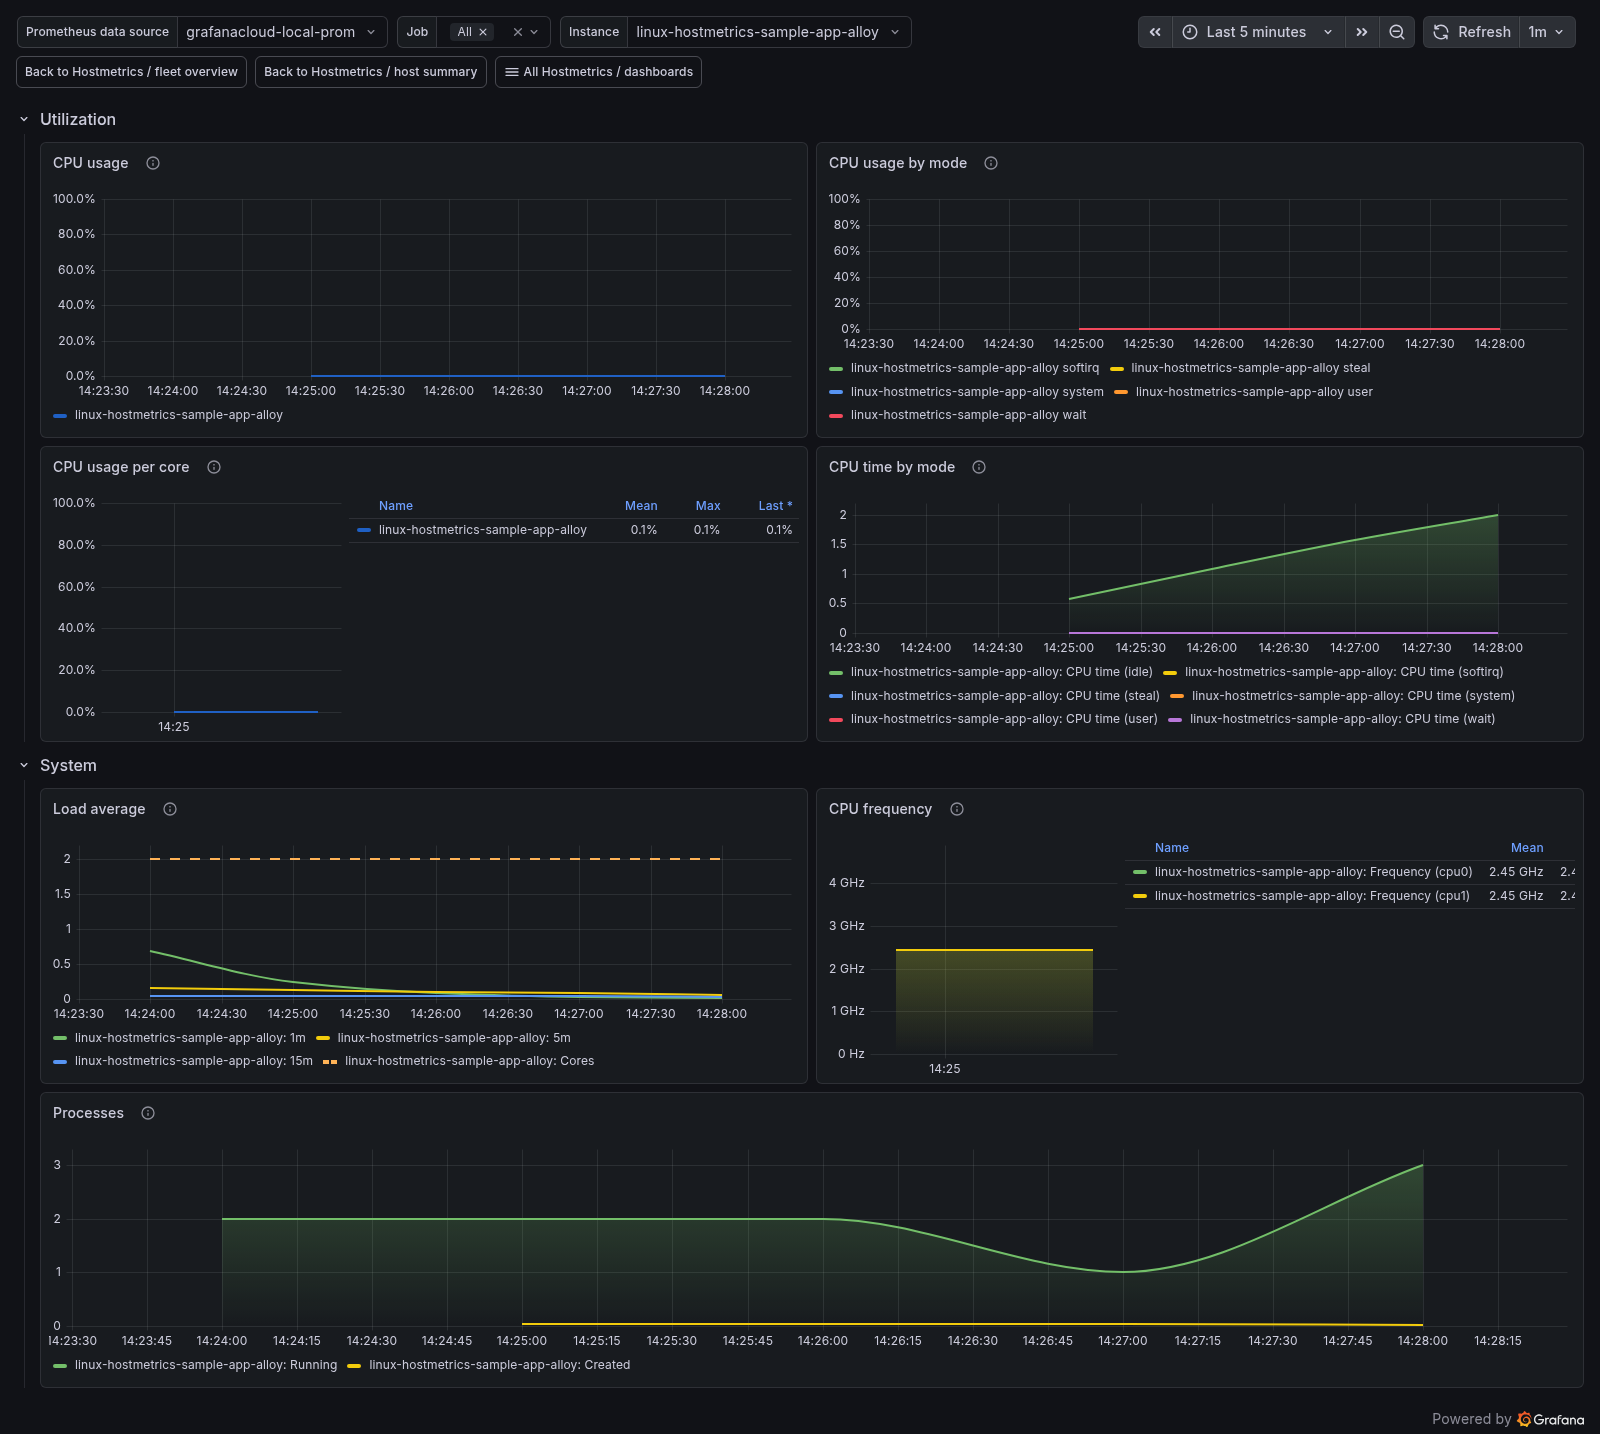 Prometheus data source grafanacloud-local-prom Job All Instance linux-hostmetrics-sample-app-alloy Last 5 minutes Refresh 1m
Back to Hostmetrics / fleet overview Back to Hostmetrics / host summary All Hostmetrics / dashboards
Utilization
CPU usage
100.0%
80.0%
60.0%
40.0%
20.0%
0.0%
14:23:30 14:24:00 14:24:30 14:25:00 14:25:30 14:26:00 14:26:30 14:27:00 14:27:30 14:28:00
linux-hostmetrics-sample-app-alloy
CPU usage by mode
100%
80%
60%
40%
20%
0%
14:23:30 14:24:00 14:24:30 14:25:00 14:25:30 14:26:00 14:26:30 14:27:00 14:27:30 14:28:00
linux-hostmetrics-sample-app-alloy softirq linux-hostmetrics-sample-app-alloy steal
linux-hostmetrics-sample-app-alloy system linux-hostmetrics-sample-app-alloy user
linux-hostmetrics-sample-app-alloy wait
CPU usage per core
100.0%
80.0%
60.0%
40.0%
20.0%
0.0%
14:25
Name Mean Max Last *
linux-hostmetrics-sample-app-alloy 0.1% 0.1% 0.1%
CPU time by mode
2
1.5
1
0.5
0
14:23:30 14:24:00 14:24:30 14:25:00 14:25:30 14:26:00 14:26:30 14:27:00 14:27:30 14:28:00
linux-hostmetrics-sample-app-alloy: CPU time (idle) linux-hostmetrics-sample-app-alloy: CPU time (softirq)
linux-hostmetrics-sample-app-alloy: CPU time (steal) linux-hostmetrics-sample-app-alloy: CPU time (system)
linux-hostmetrics-sample-app-alloy: CPU time (user) linux-hostmetrics-sample-app-alloy: CPU time (wait)
System
Load average
2
1.5
1
0.5
0
14:23:30 14:24:00 14:24:30 14:25:00 14:25:30 14:26:00 14:26:30 14:27:00 14:27:30 14:28:00
linux-hostmetrics-sample-app-alloy: 1m linux-hostmetrics-sample-app-alloy: 5m
linux-hostmetrics-sample-app-alloy: 15m linux-hostmetrics-sample-app-alloy: Cores
CPU frequency
4 GHz
3 GHz
2 GHz
1 GHz
0 Hz
14:25
Name Mean
linux-hostmetrics-sample-app-alloy: Frequency (cpu0) 2.45 GHz
linux-hostmetrics-sample-app-alloy: Frequency (cpu1) 2.45 GHz
Processes
3
2
1
0
14:23:30 14:23:45 14:24:00 14:24:15 14:24:30 14:24:45 14:25:00 14:25:15 14:25:30 14:25:45 14:26:00 14:26:15 14:26:30 14:26:45 14:27:00 14:27:15 14:27:30 14:27:45 14:28:00 14:28:15
linux-hostmetrics-sample-app-alloy: Running linux-hostmetrics-sample-app-alloy: Created
Powered by Grafana